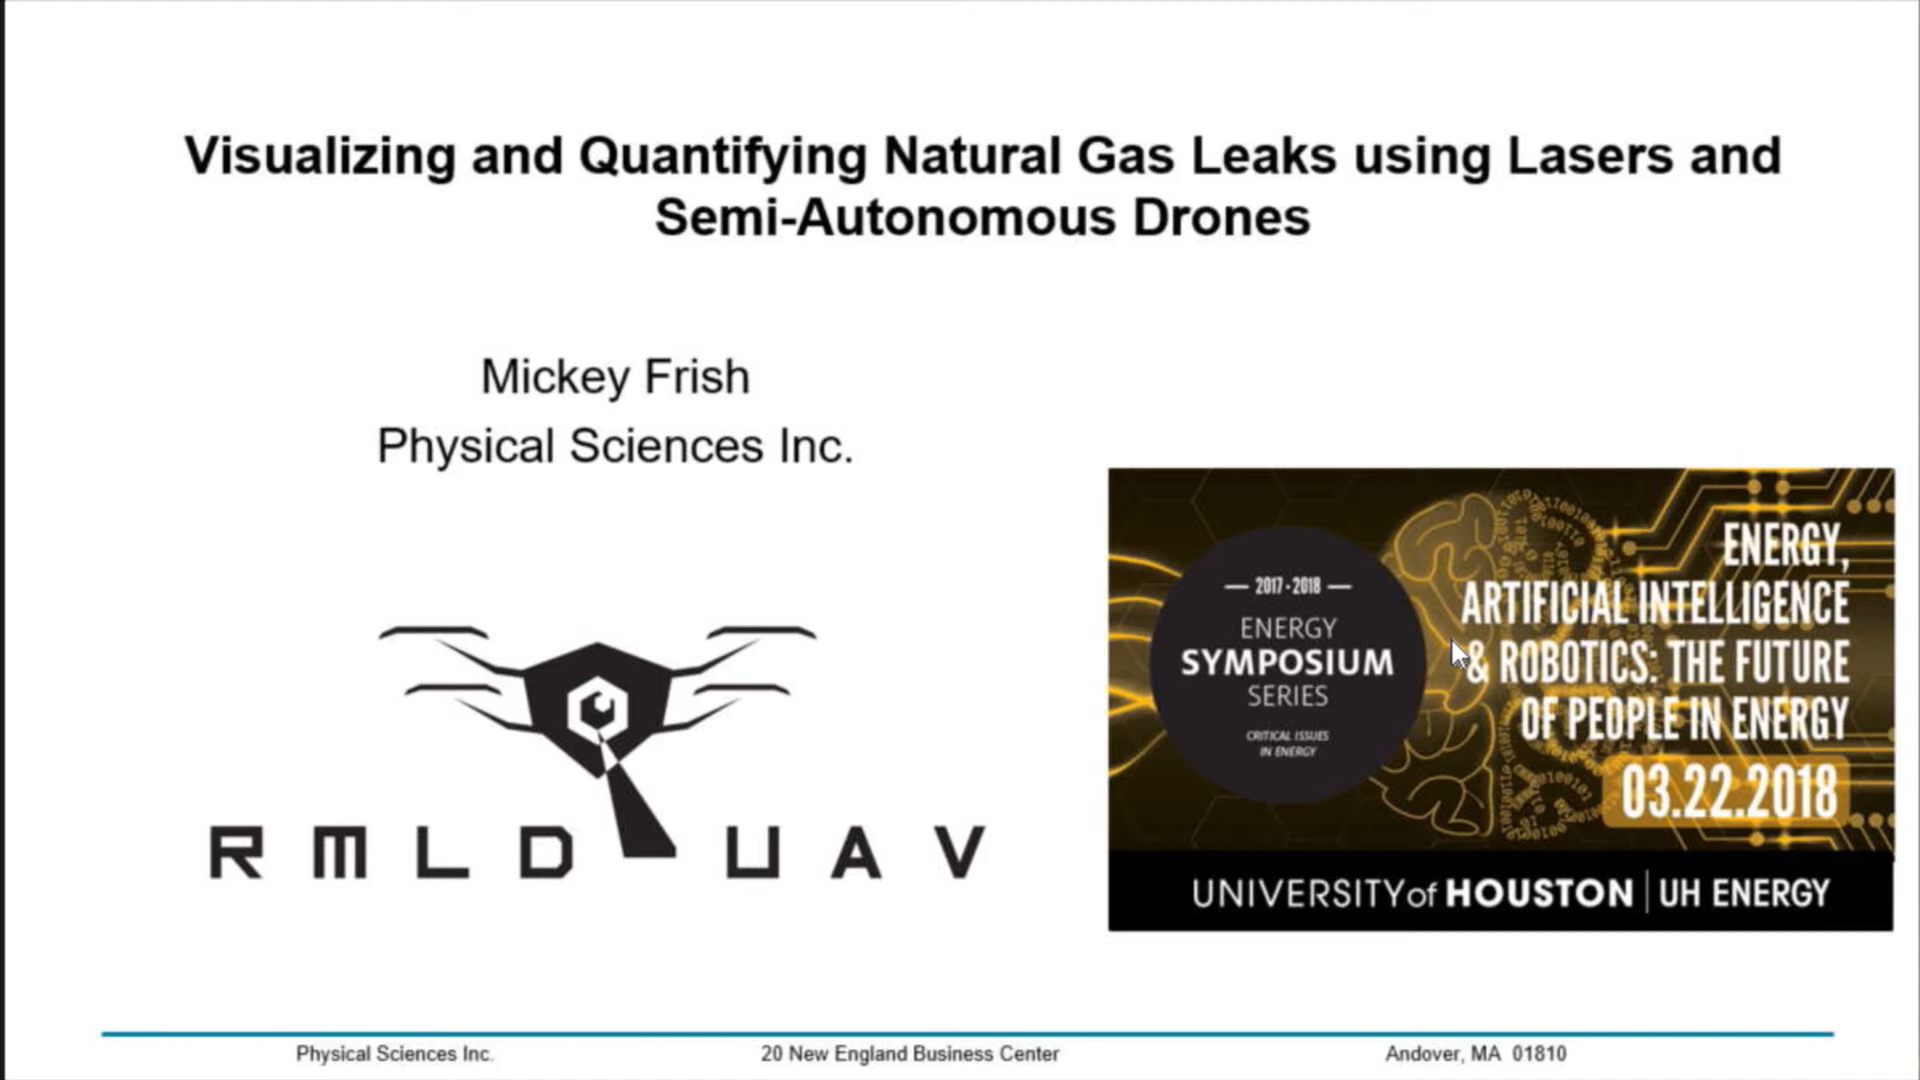 Visualizing and Quantifying Natural Gas Leaks using Lasers and
Semi-Autonomous Drones
Mickey Frish
Physical Sciences Inc.
RMLD UAV
2017-2018
ENERGY
SYMPOSIUM
SERIES
CRITICAL ISSUES
IN ENERGY
ENERGY,
ARTIFICIAL INTELLIGENCE
& ROBOTICS: THE FUTURE
OF PEOPLE IN ENERGY
03.22.2018
UNIVERSITY of HOUSTON | UH ENERGY
Physical Sciences Inc. 20 New England Business Center Andover, MA 01810